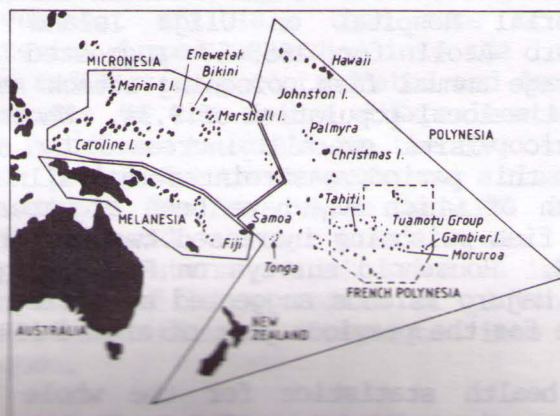 MICRONESIA
Enewetak
Bikini
Hawaii
Mariana I.
Johnston I.
Marshall I.
Palmyra
POLYNESIA
Caroline I.
Christmas I.
MELANESIA
Samoa
Tahiti
Tuamotu Group
Gambier I.
Moruroa
Fiji
Tonga
FRENCH POLYNESIA
AUSTRALIA
NEW
ZEALAND